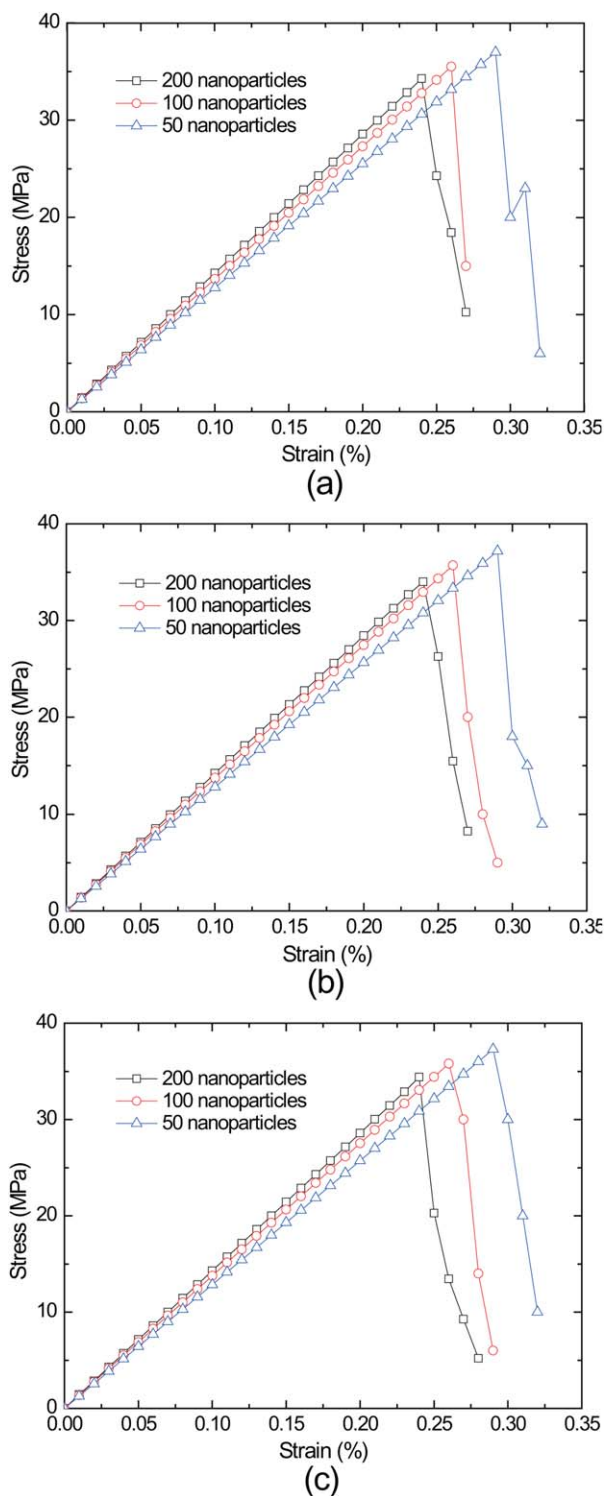 40
30
20
10
0
Stress (MPa)
200 nanoparticles
100 nanoparticles
50 nanoparticles
0.00 0.05 0.10 0.15 0.20 0.25 0.30 0.35
Strain (%)
(a)
40
30
20
10
0
Stress (MPa)
200 nanoparticles
100 nanoparticles
50 nanoparticles
0.00 0.05 0.10 0.15 0.20 0.25 0.30 0.35
Strain (%)
(b)
40
30
20
10
0
Stress (MPa)
200 nanoparticles
100 nanoparticles
50 nanoparticles
0.00 0.05 0.10 0.15 0.20 0.25 0.30 0.35
Strain (%)
(c)